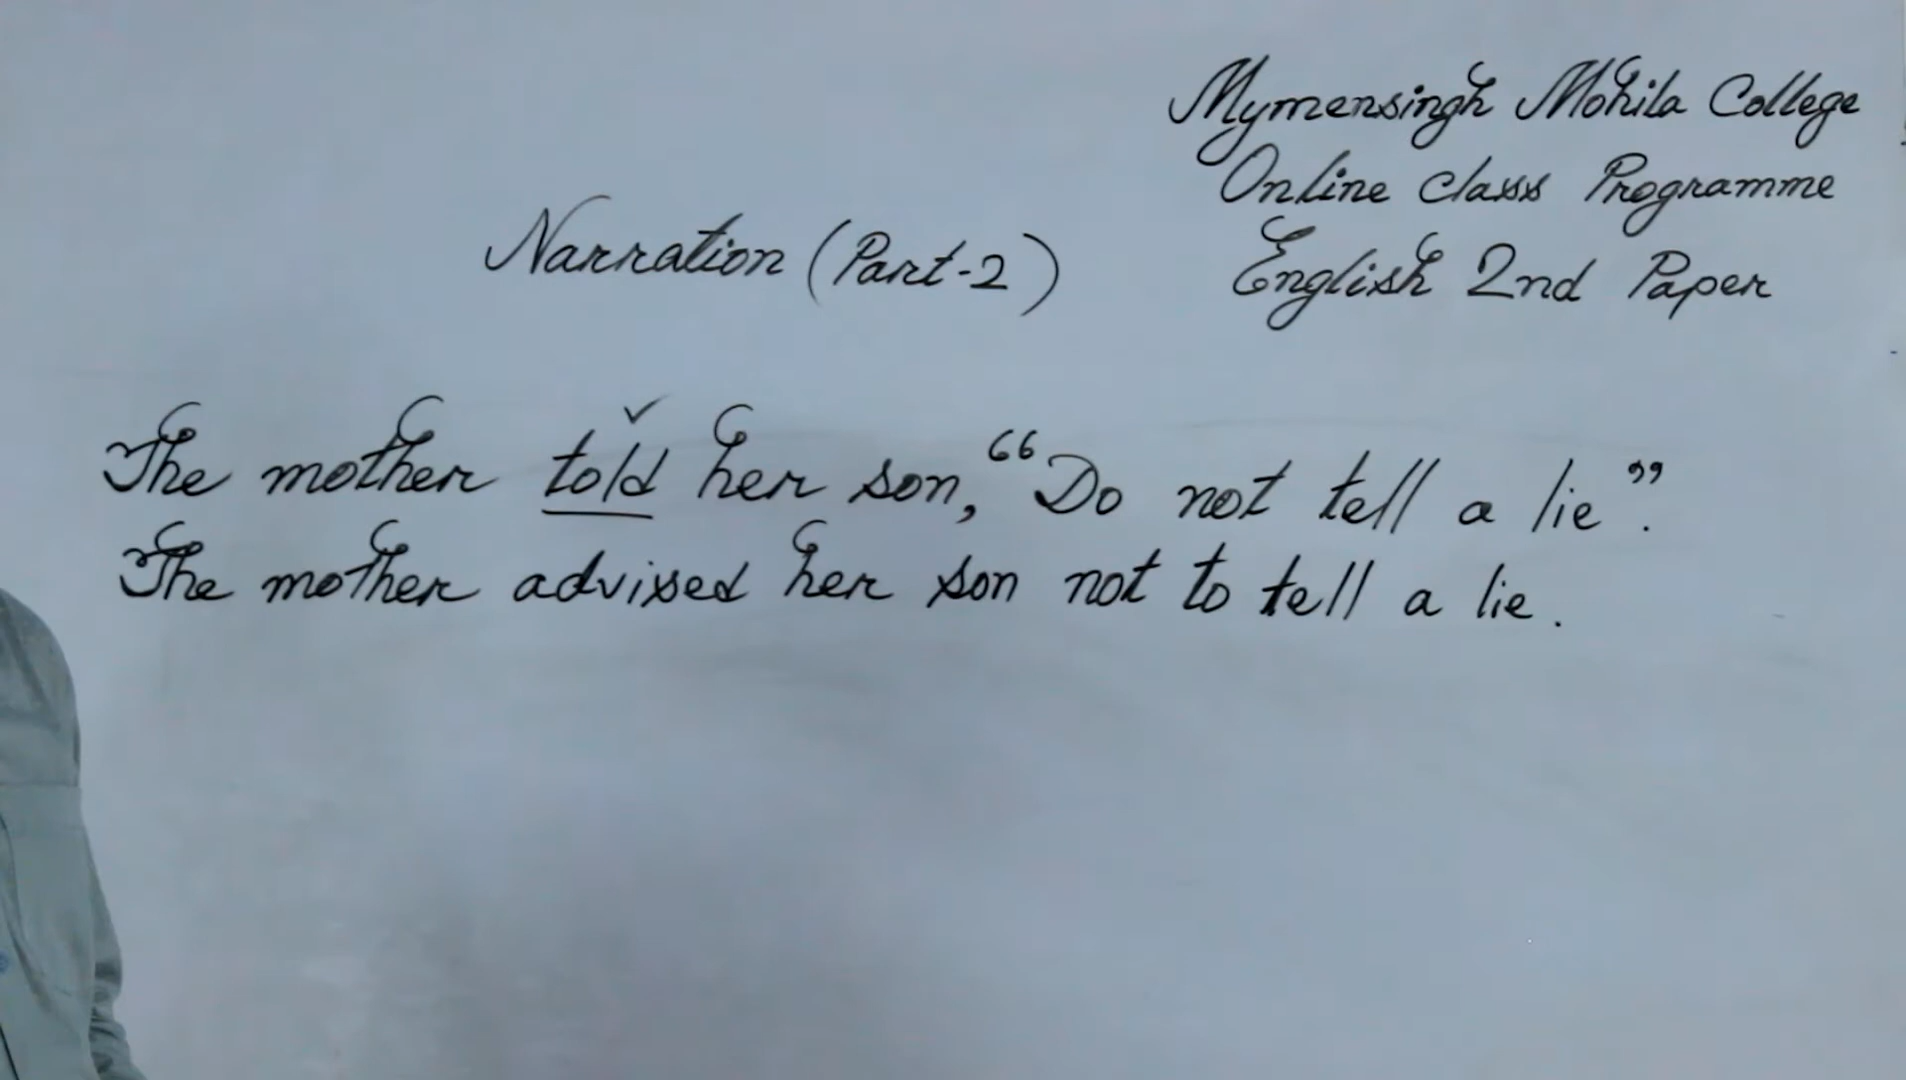 Mymensingh Mohila College
Online class Programme
English 2nd Paper
Narration (Part-2)
The mother told her son, “Do not tell a lie”.
The mother advised her son not to tell a lie.